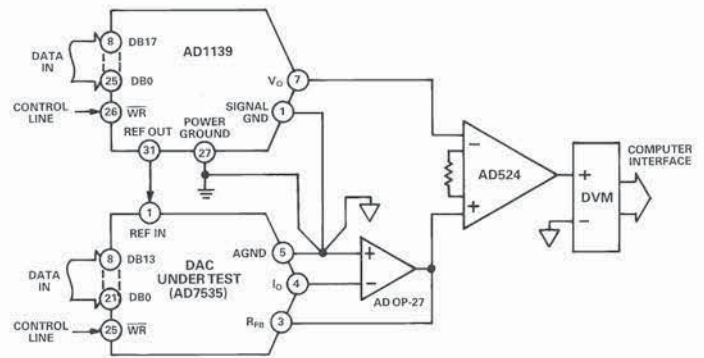 DATA
IN
8
DB17
25
DB0
CONTROL
LINE
26
WR
AD1139
REF OUT
31
POWER
GROUND
27
VO
7
SIGNAL
GND
1
1
REF IN
DATA
IN
8
DB13
21
DB0
CONTROL
LINE
25
WR
DAC
UNDER TEST
(AD7535)
AGND
5
IO
4
RFB
3
+
−
AD OP-27
−
+
AD524
+
−
DVM
COMPUTER
INTERFACE